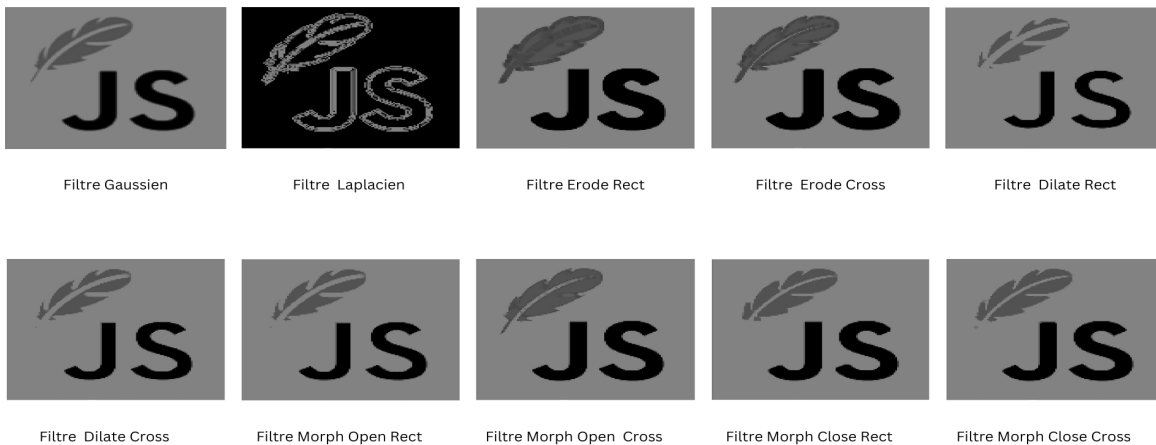 JS
JS
JS
JS
JS
Filtre Gaussien
Filtre Laplacien
Filtre Erode Rect
Filtre Erode Cross
Filtre Dilate Rect
JS
JS
JS
JS
JS
Filtre Dilate Cross
Filtre Morph Open Rect
Filtre Morph Open Cross
Filtre Morph Close Rect
Filtre Morph Close Cross